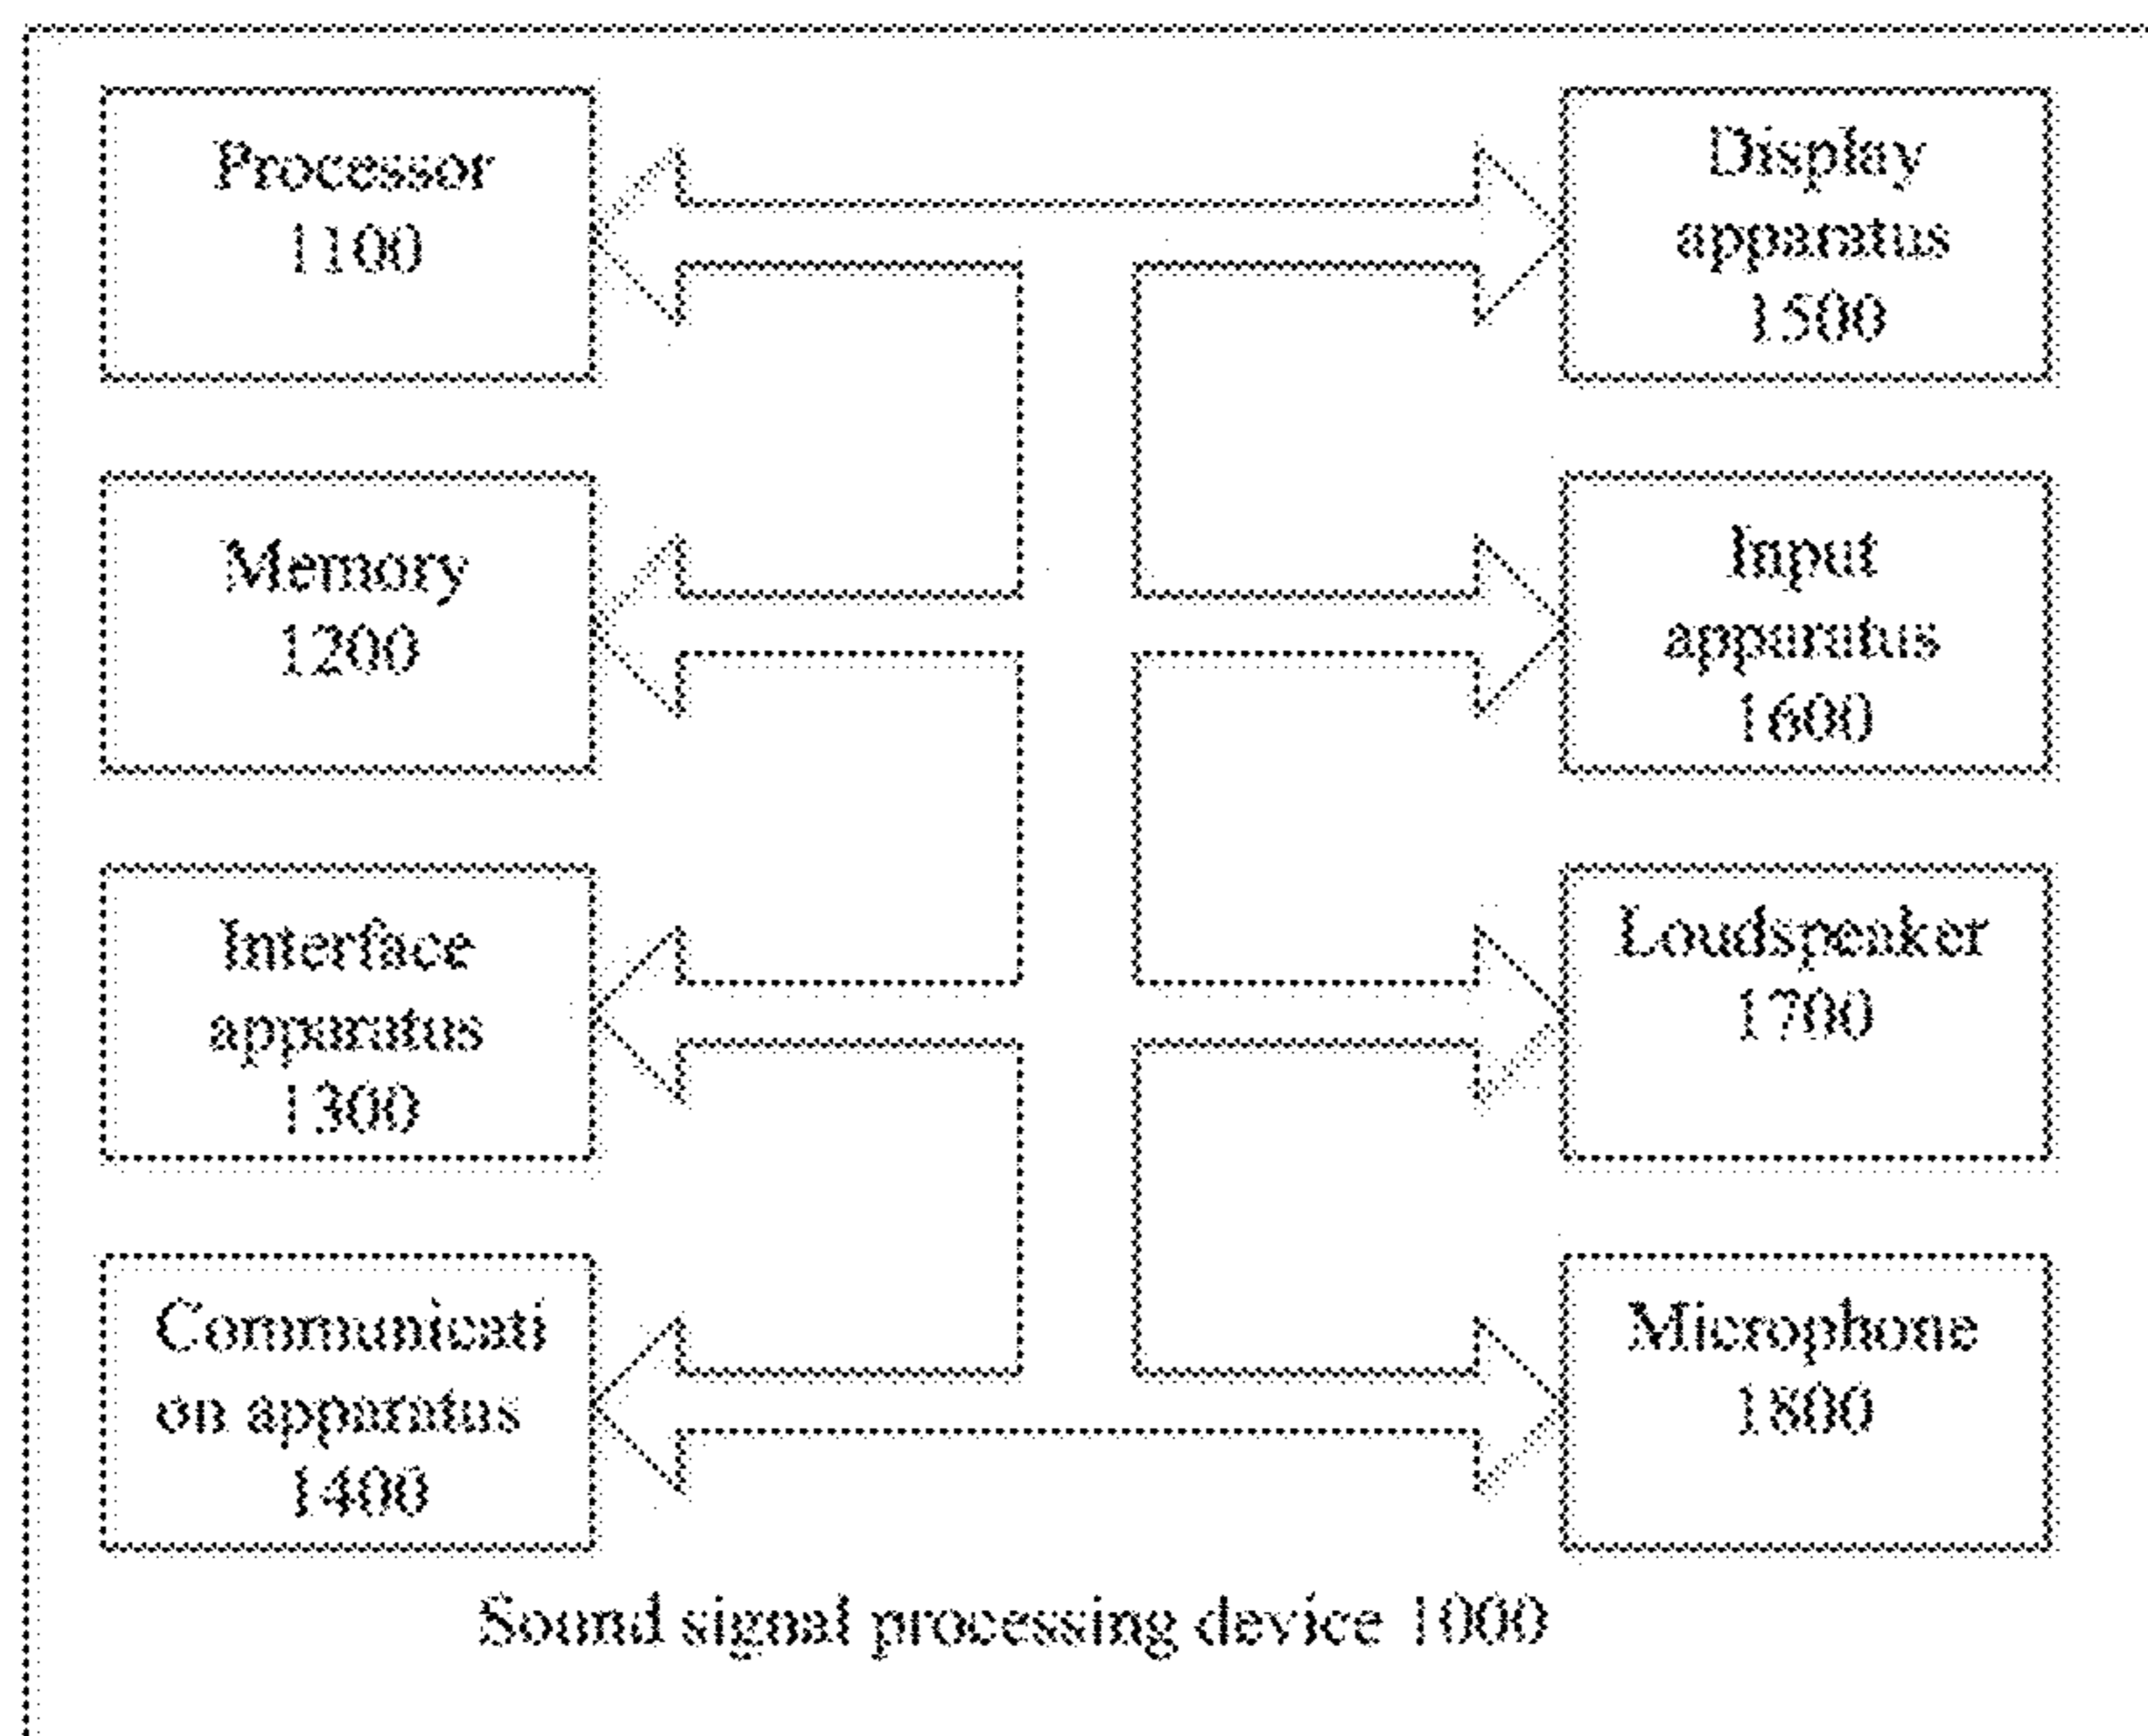 Processor
1100
Display
apparatus
1500
Memory
1200
Input
apparatus
1600
Interface
apparatus
1300
Loudspeaker
1700
Communicati
on apparatus
1400
Microphone
1800
Sound signal processing device 1000